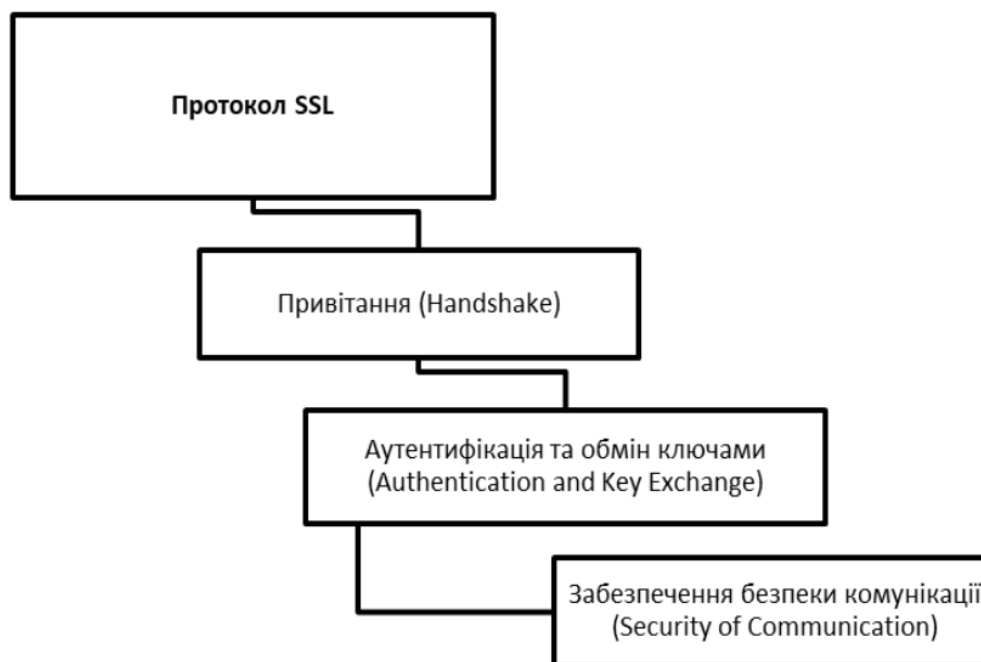 Протокол SSL
Привітання (Handshake)
Аутентифікація та обмін ключами
(Authentication and Key Exchange)
Забезпечення безпеки комунікації
(Security of Communication)